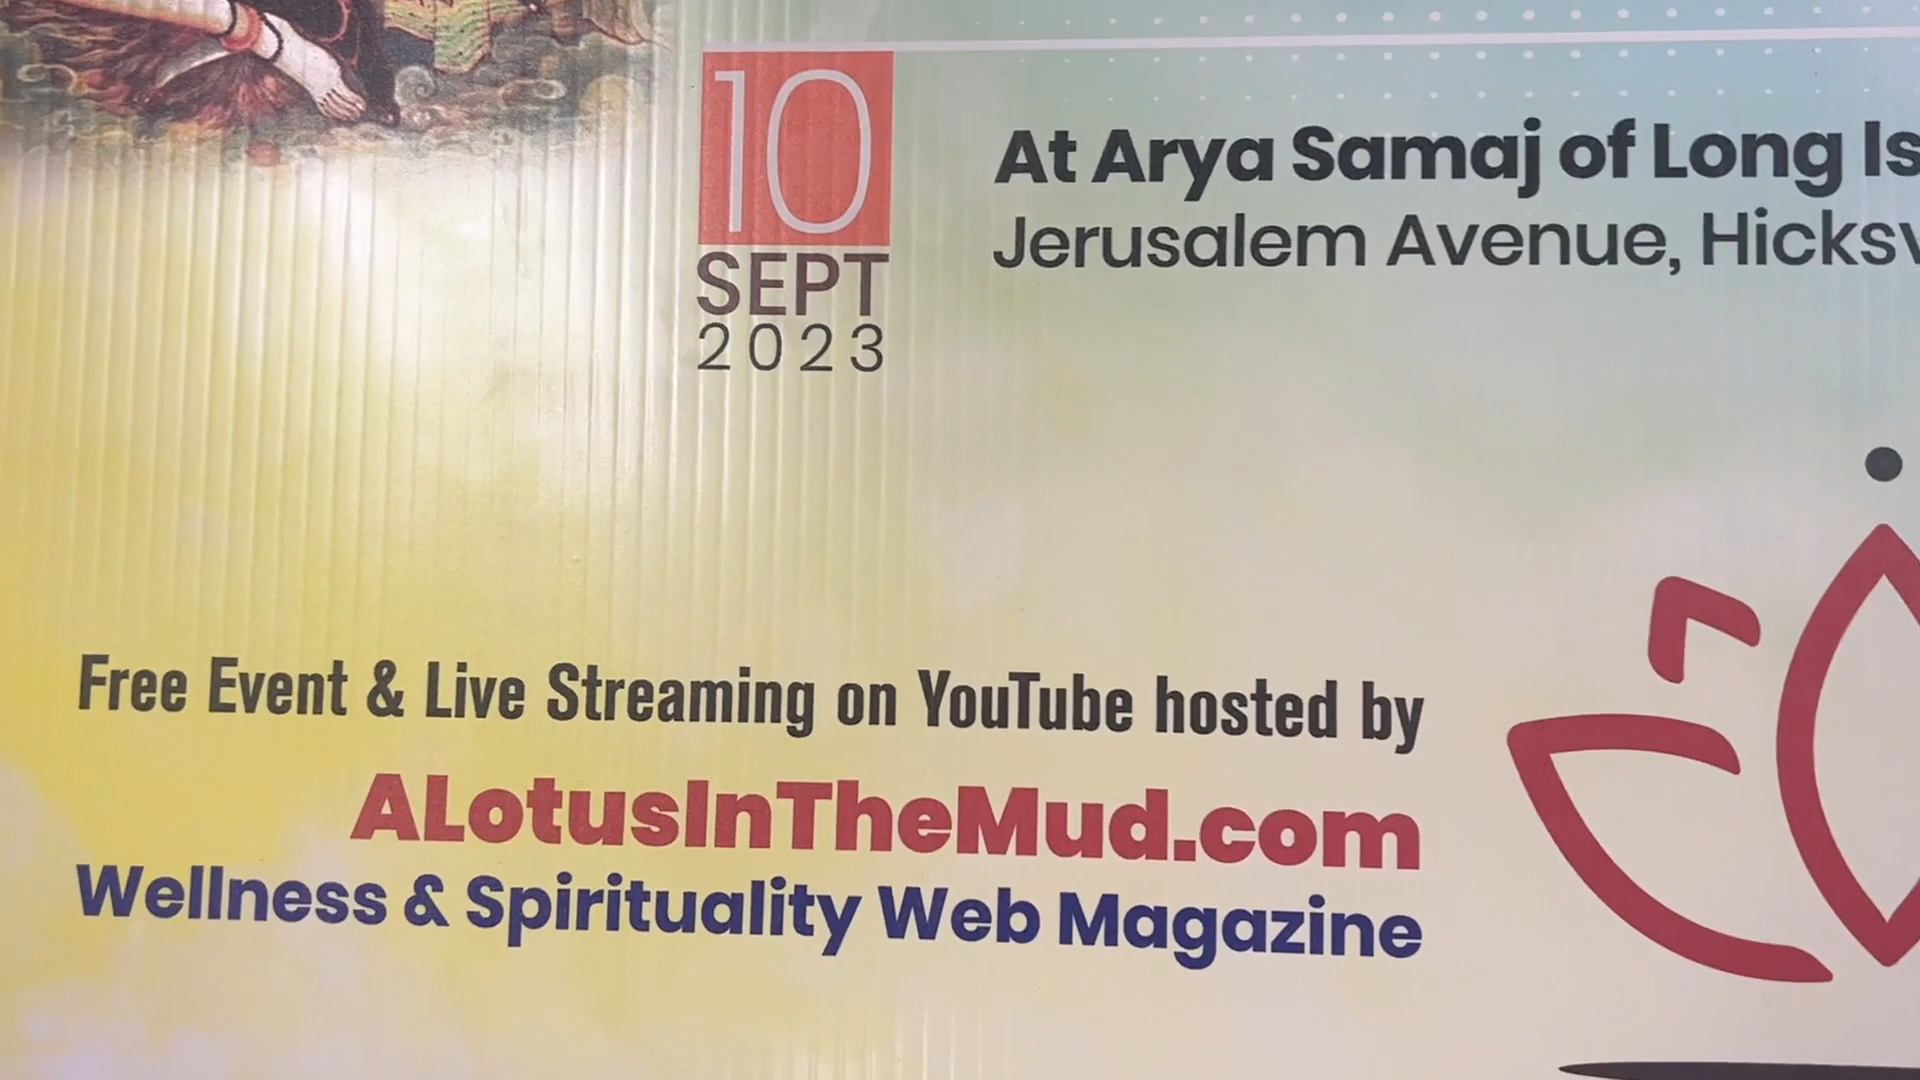 10
SEPT
2023
At Arya Samaj of Long Is
Jerusalem Avenue, Hicksv
Free Event & Live Streaming on YouTube hosted by
ALotusInTheMud.com
Wellness & Spirituality Web Magazine